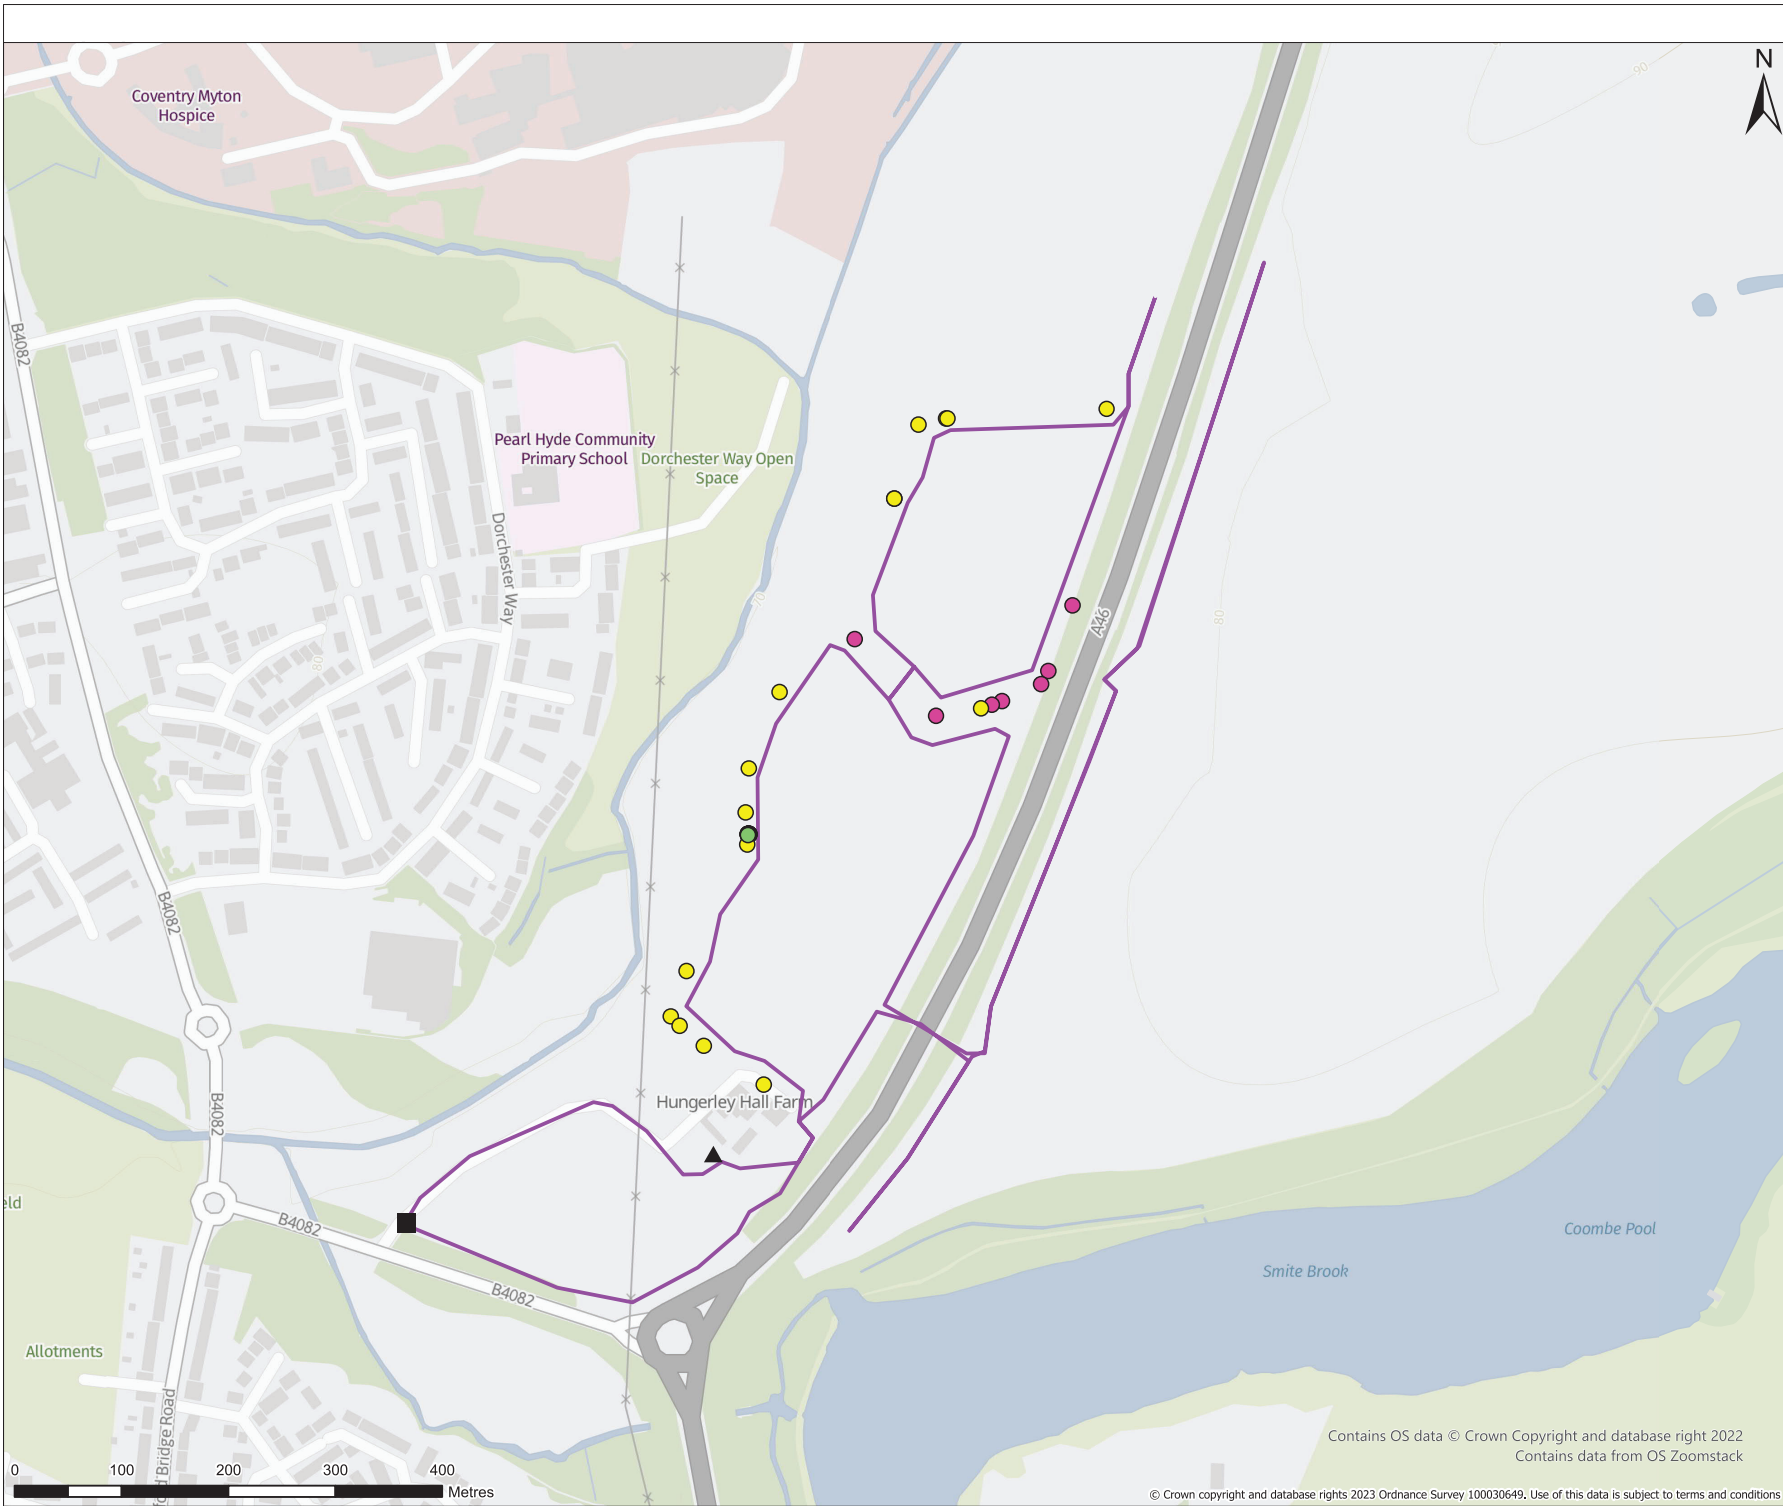 N
90
Coventry Myton
Hospice
B4082
Pearl Hyde Community
Primary School
Dorchester Way Open
Space
Dorchester Way
70
A46
80
80
B4082
B4082
Hungerley Hall Farm
eld
B4082
B4082
Coombe Pool
Smite Brook
Allotments
d Bridge Road
Contains OS data © Crown Copyright and database right 2022
Contains data from OS Zoomstack
0 100 200 300 400
Metres
© Crown copyright and database rights 2023 Ordnance Survey 100030649. Use of this data is subject to terms and conditions